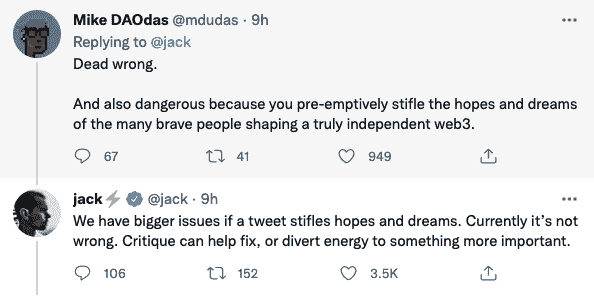 Mike DAOdas @mdudas · 9h
Replying to @jack
Dead wrong.
And also dangerous because you pre-emptively stifle the hopes and dreams
of the many brave people shaping a truly independent web3.
67 41 949
jack⚡ @jack · 9h
We have bigger issues if a tweet stifles hopes and dreams. Currently it's not
wrong. Critique can help fix, or divert energy to something more important.
106 152 3.5K